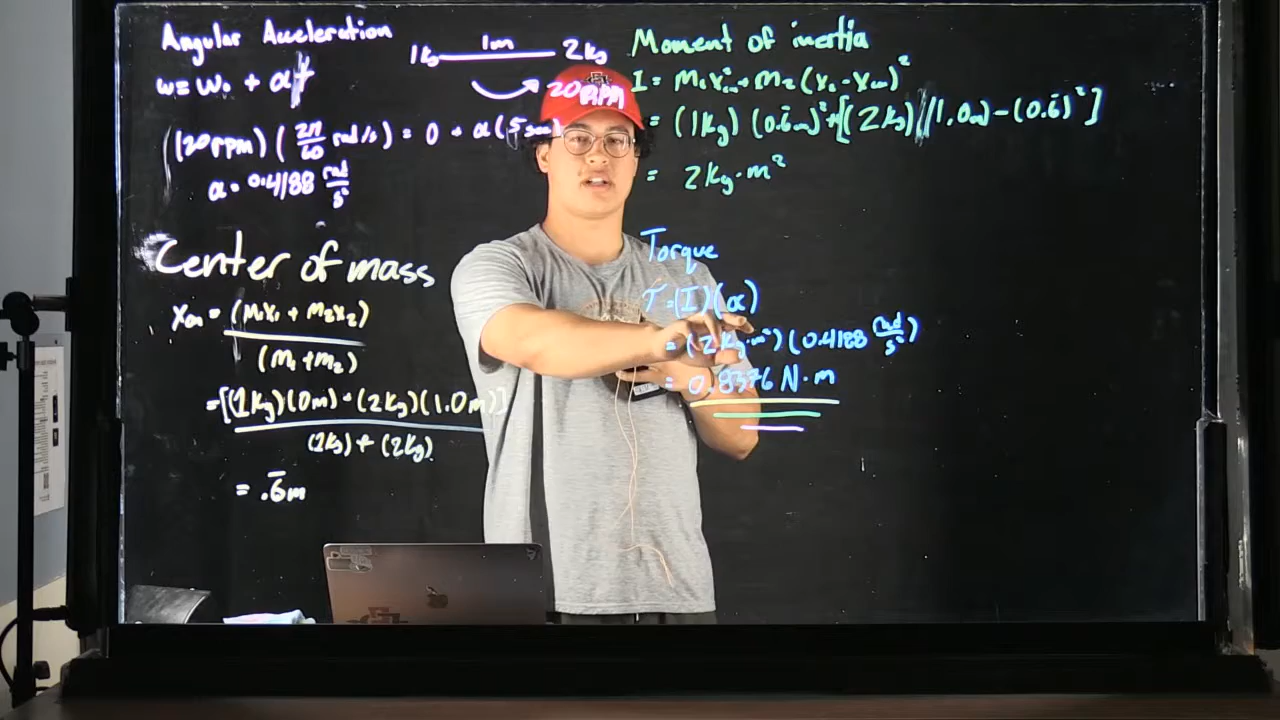 Angular Acceleration
ω = ω₀ + αt
(20rpm) (2π/60 rad/s) = 0 + α(5 sec)
α = 0.4188 rad/s²
1kg 1m 2kg
20RPM
Center of mass
Xcm = (M₁X₁ + M₂X₂)
(M₁ + m₂)
= [(1kg)(0m) + (2kg)(1.0m)]
(1kg) + (2kg)
= .6̅m
Moment of inertia
I = M₁X²cm + M₂(X₂ - Xcm)²
= (1kg) (0.6̅m)² + [(2kg) (1.0m) - (0.6̅)²]
= 2kg·m²
Torque
τ = (I)(α)
= (2kg·m²)(0.4188 rad/s²)
= 0.8376 N·m